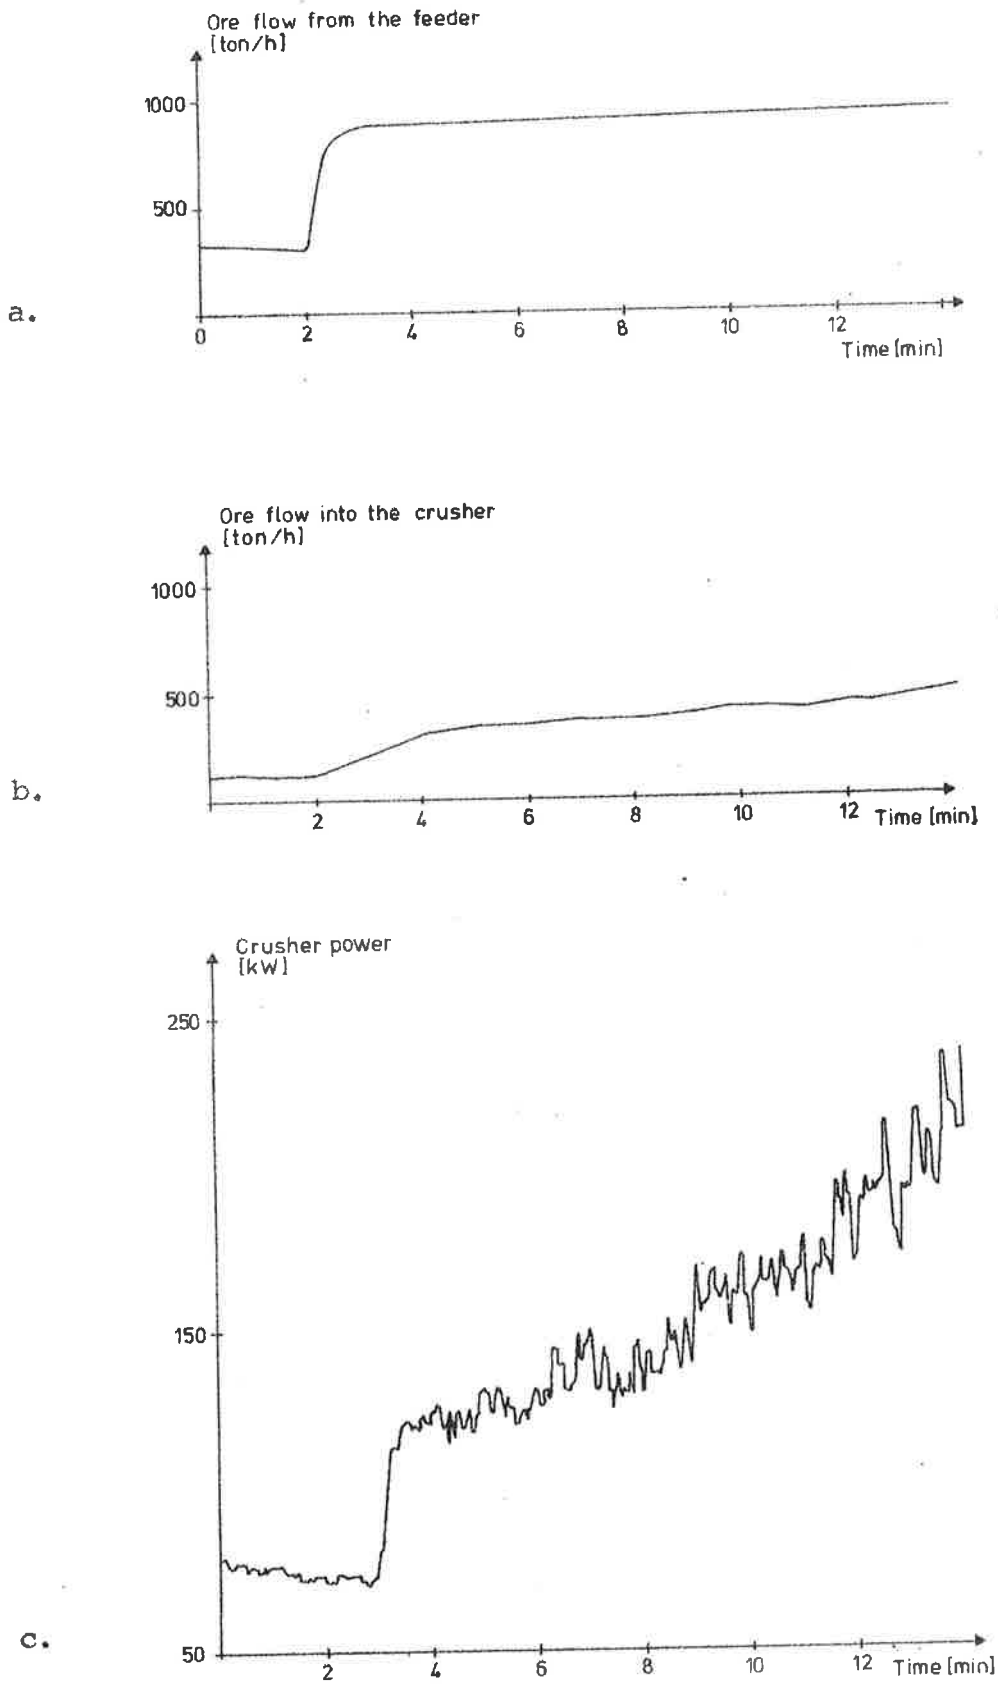 Ore flow from the feeder
[ton/h]
1000
500
a.
0
2
4
6
8
10
12
Time [min]
Ore flow into the crusher
[ton/h]
1000
500
b.
2
4
6
8
10
12
Time [min]
Crusher power
[kW]
250
150
50
c.
2
4
6
8
10
12
Time [min]